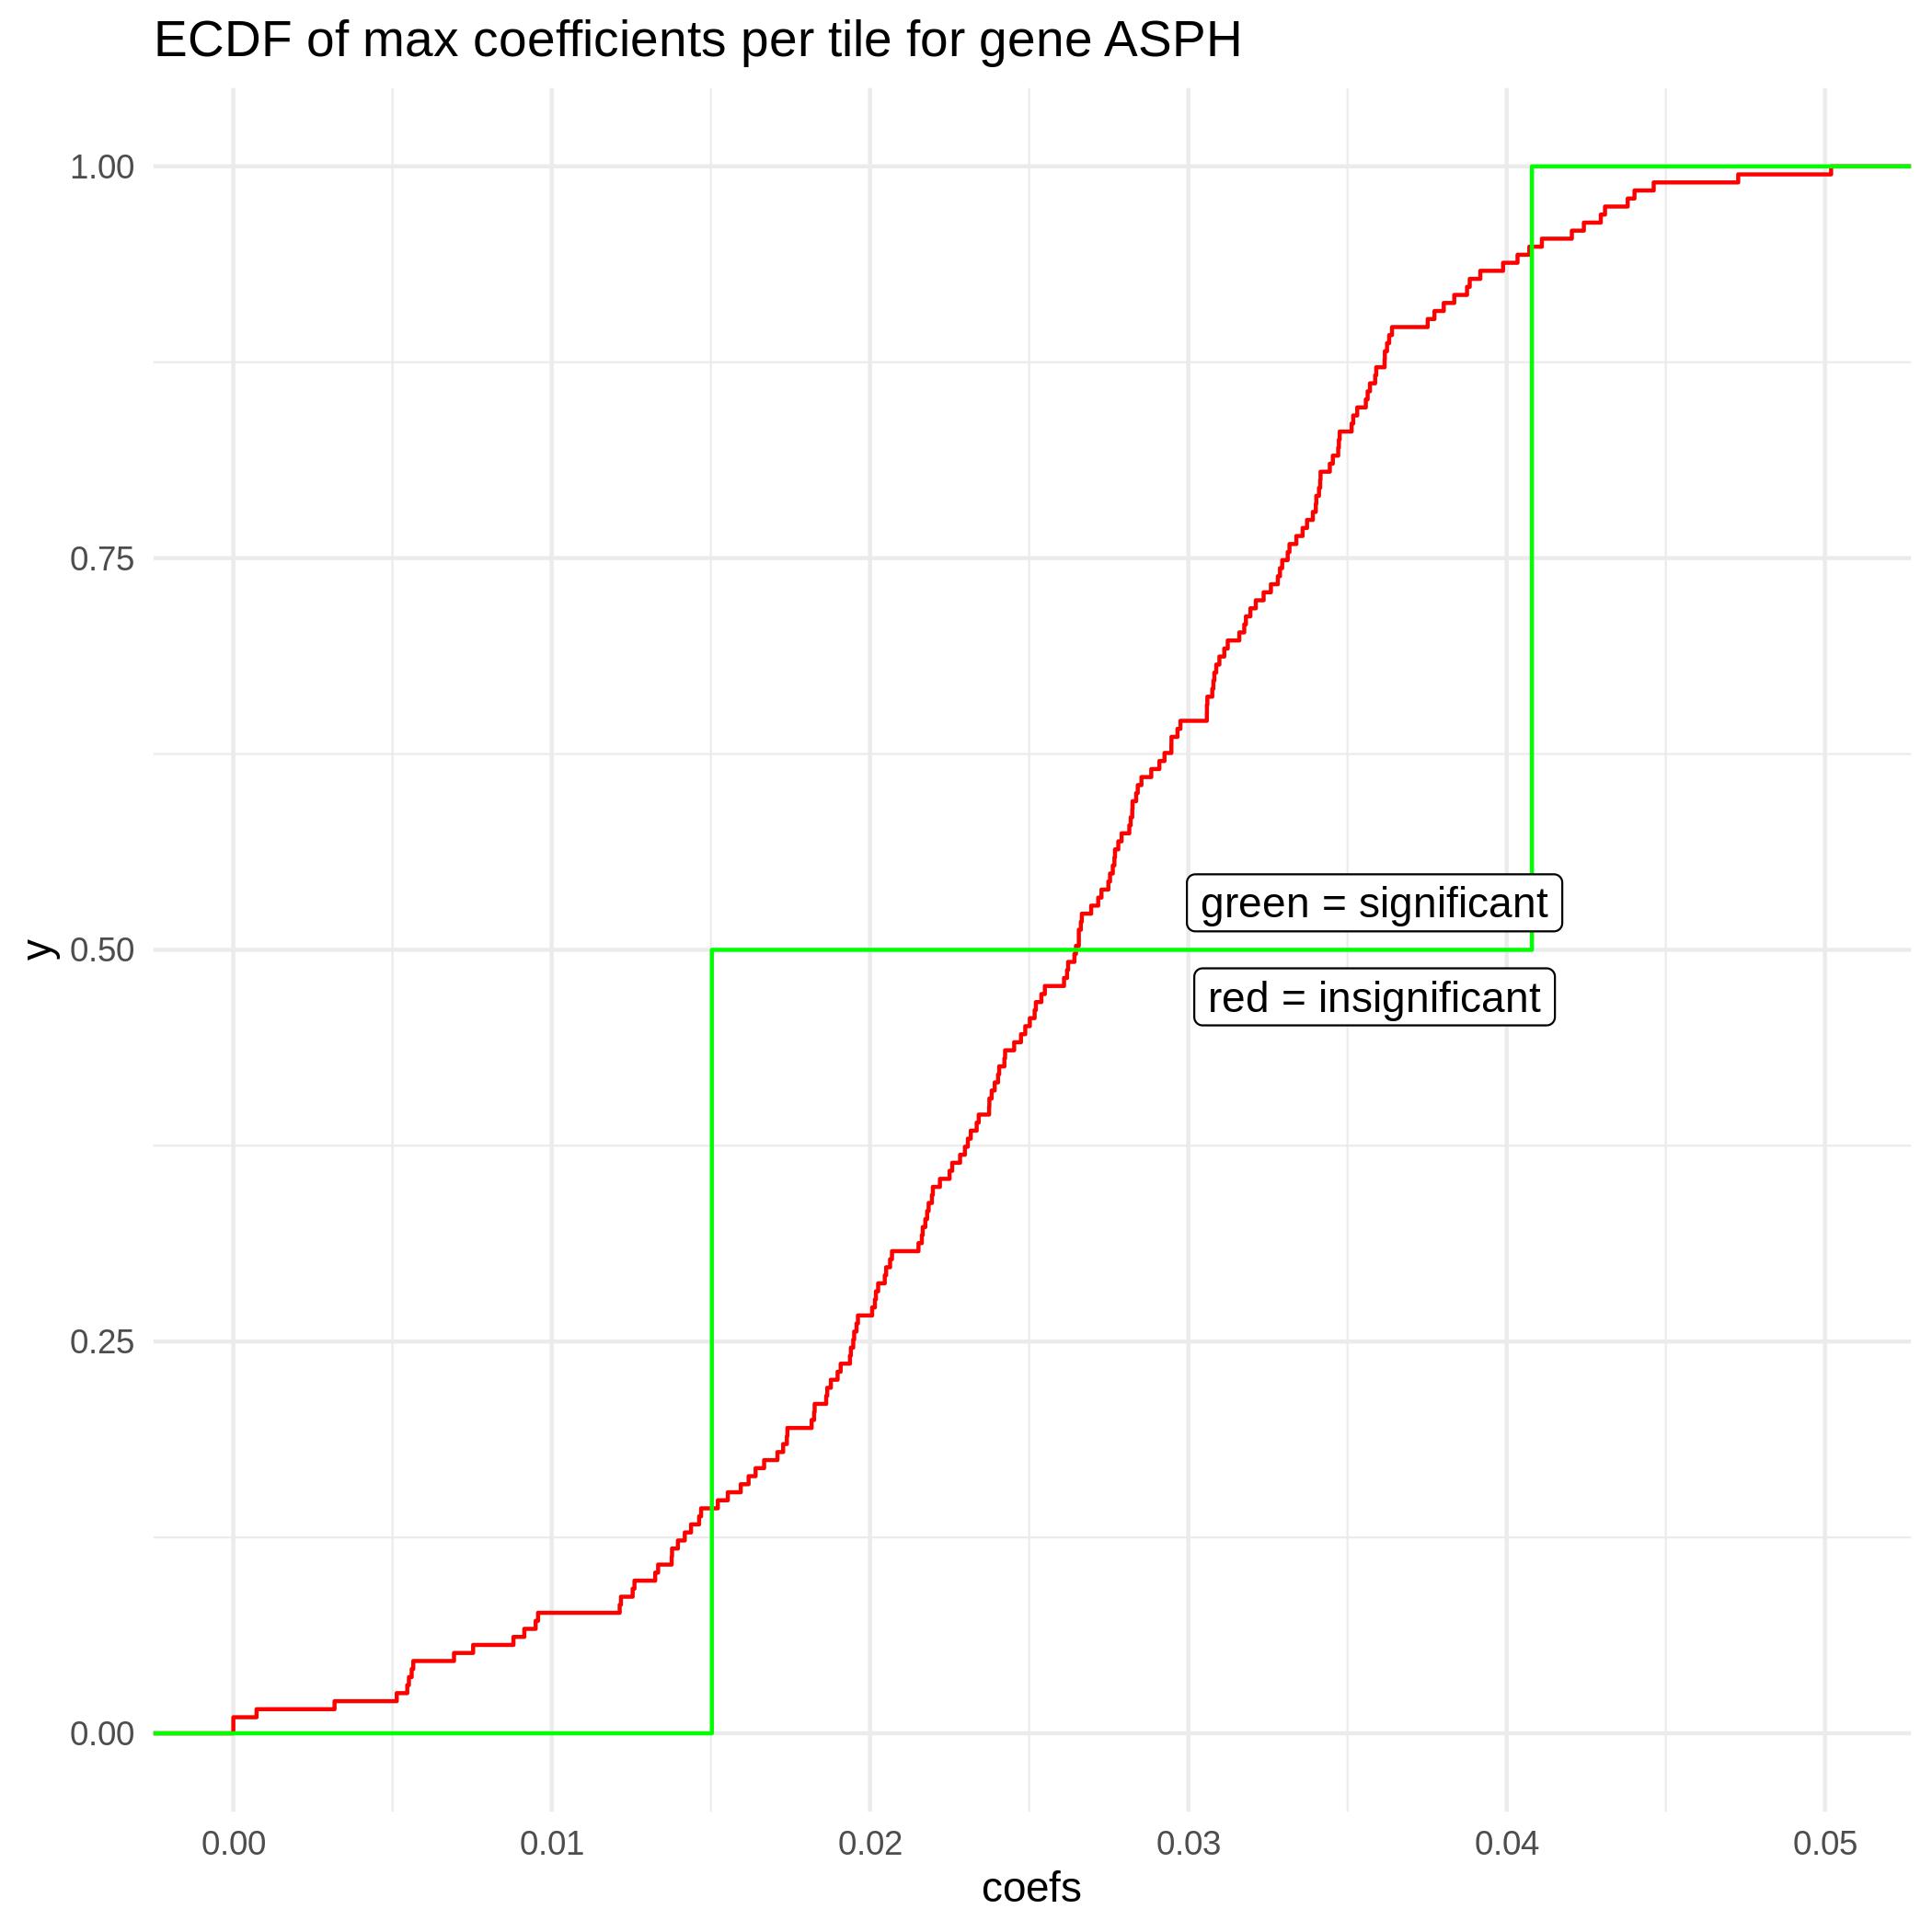 ECDF of max coefficients per tile for gene ASPH
1.00
0.75
0.50
0.25
0.00
y
green = significant
red = insignificant
0.00 0.01 0.02 0.03 0.04 0.05
coefs